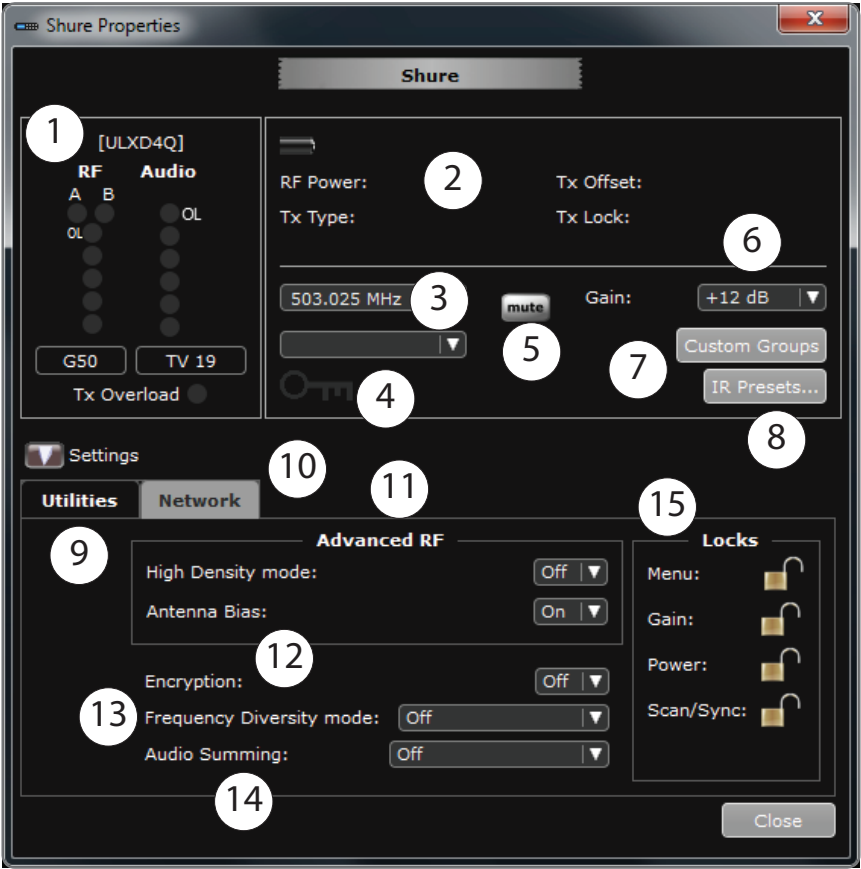 Shure Properties
Shure
1
[ULXD4Q]
RF Audio
A B
OL
OL
G50 TV 19
Tx Overload
2
RF Power: Tx Offset:
Tx Type: Tx Lock:
6
503.025 MHz 3 mute Gain: +12 dB
5
7 Custom Groups
4
IR Presets...
8
Settings
10
11
Utilities Network
15
9
Advanced RF
High Density mode: Off
Antenna Bias: On
12
Encryption: Off
13
Frequency Diversity mode: Off
Audio Summing: Off
14
Locks
Menu:
Gain:
Power:
Scan/Sync:
Close